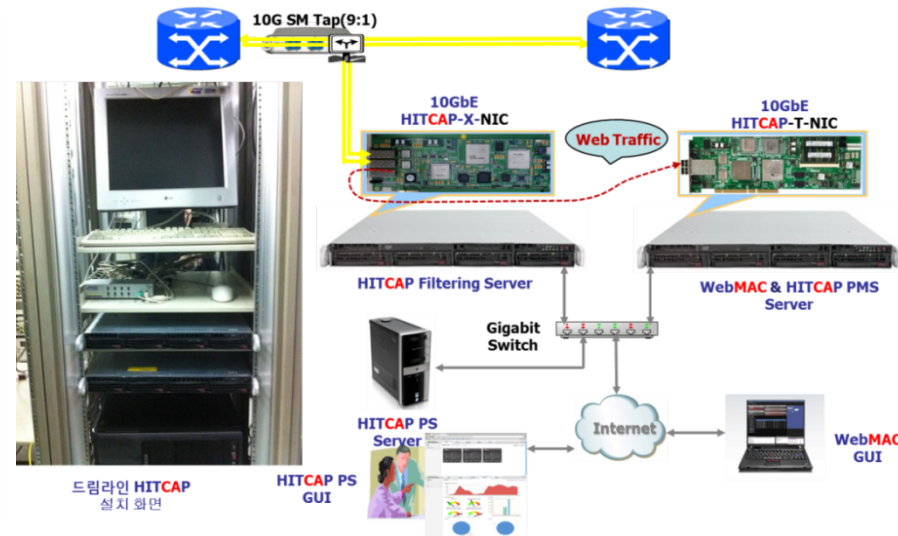 10G SM Tap(9:1)
10GbE
HITCAP-X-NIC
Web Traffic
10GbE
HITCAP-T-NIC
HITCAP Filtering Server
WebMAC & HITCAP PMS
Server
Gigabit
Switch
HITCAP PS
Server
Internet
WebMAC
GUI
HITCAP PS
GUI
드림라인 HITCAP
설치 화면